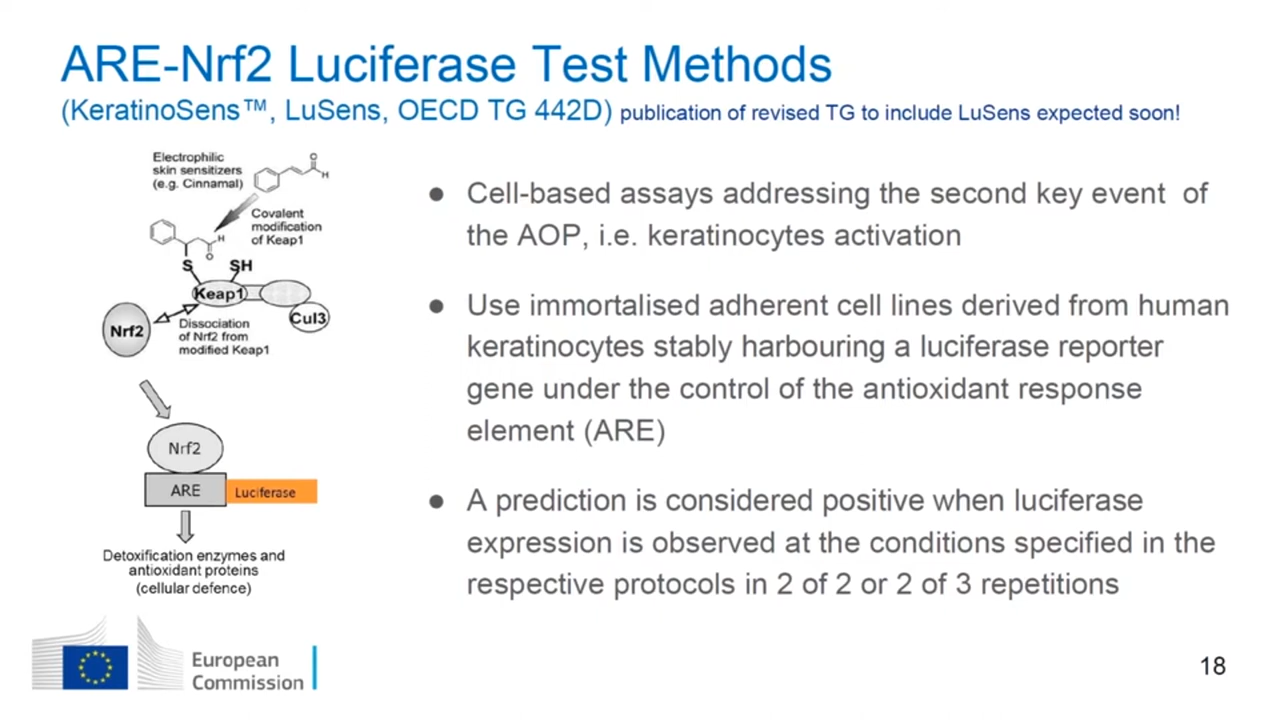 ARE-Nrf2 Luciferase Test Methods
(KeratinoSens™, LuSens, OECD TG 442D) publication of revised TG to include LuSens expected soon!
Electrophilic
skin sensitizers
(e.g. Cinnamal)
O
H
Covalent
modification
of Keap1
H
O
S
SH
Keap1
Cul3
Nrf2
Dissociation
of Nrf2 from
modified Keap1
Nrf2
ARE
Luciferase
Detoxification enzymes and
antioxidant proteins
(cellular defence)
● Cell-based assays addressing the second key event of
the AOP, i.e. keratinocytes activation
● Use immortalised adherent cell lines derived from human
keratinocytes stably harbouring a luciferase reporter
gene under the control of the antioxidant response
element (ARE)
● A prediction is considered positive when luciferase
expression is observed at the conditions specified in the
respective protocols in 2 of 2 or 2 of 3 repetitions
European
Commission
18